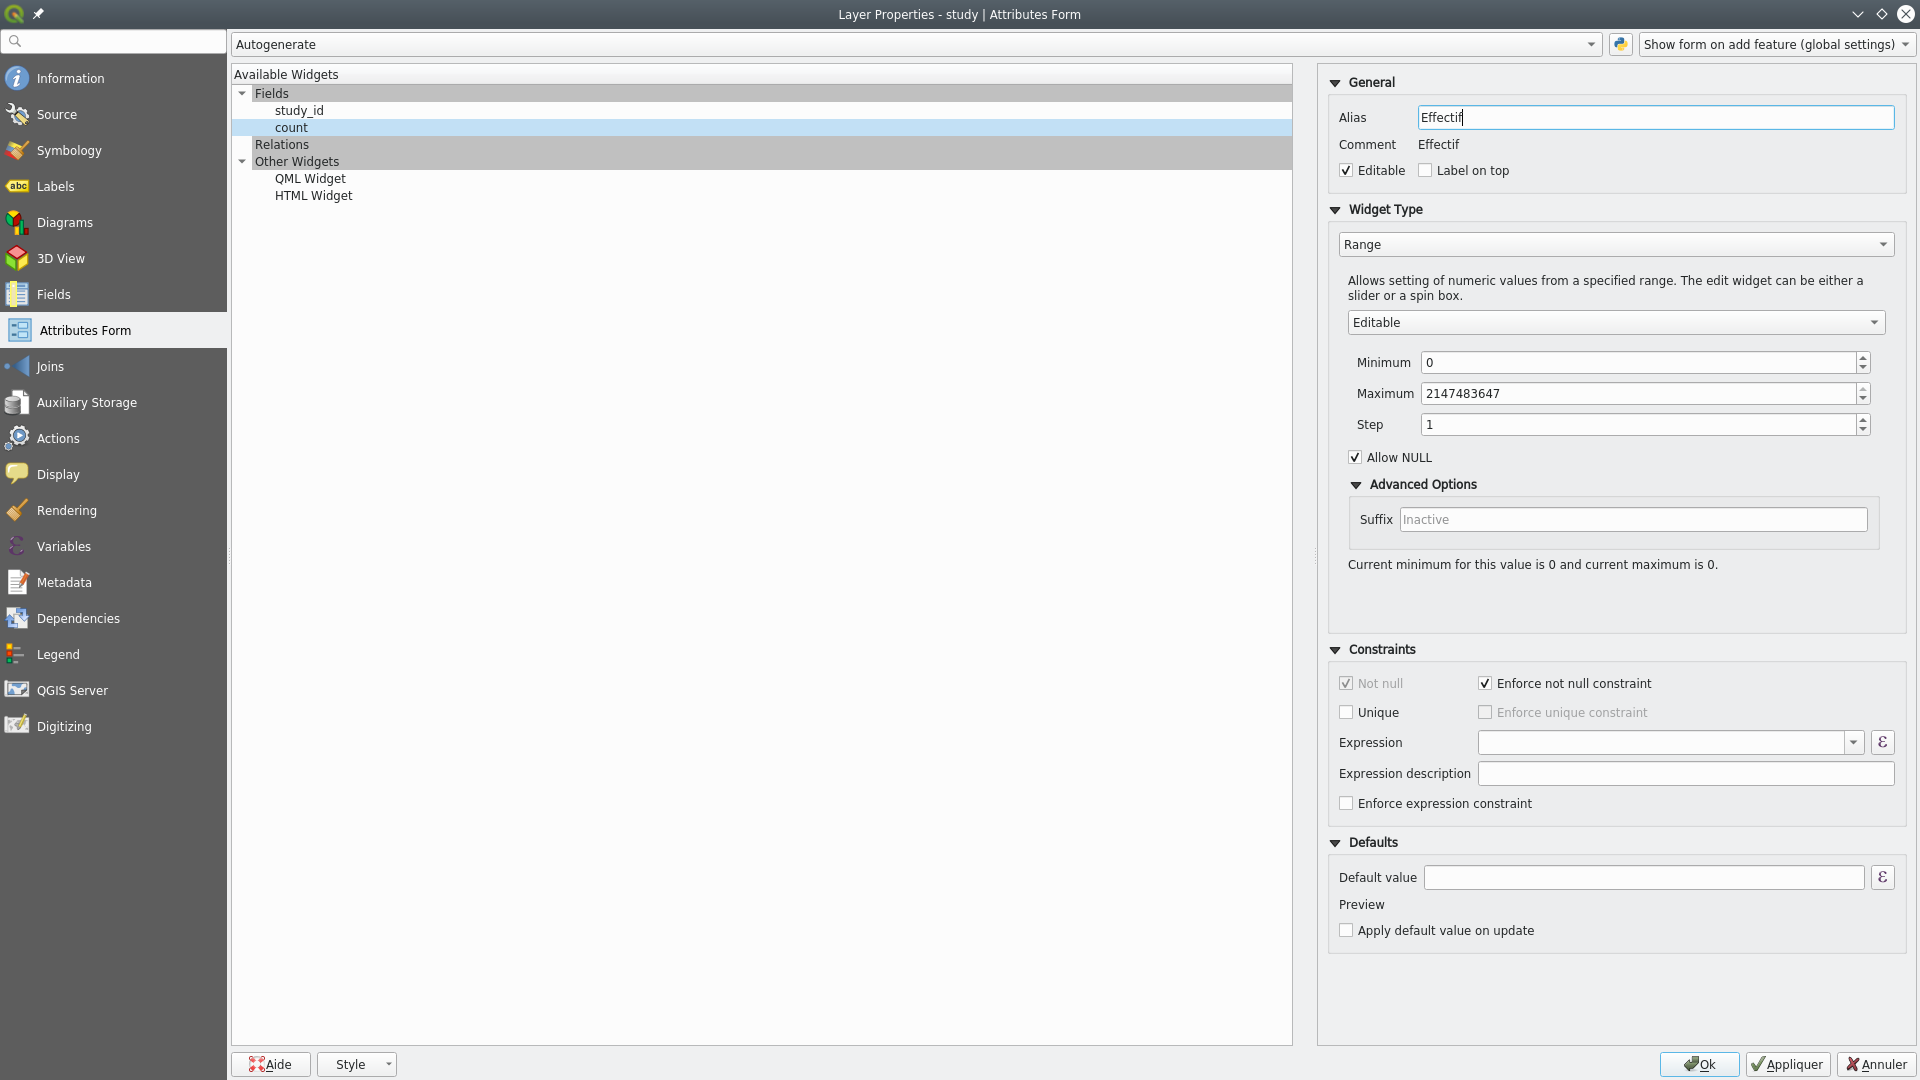 Layer Properties - study | Attributes Form
Autogenerate
Show form on add feature (global settings)
Information
Source
Symbology
abc Labels
Diagrams
3D View
Fields
Attributes Form
Joins
Auxiliary Storage
Actions
Display
Rendering
Variables
Metadata
Dependencies
Legend
QGIS Server
Digitizing
Available Widgets
Fields
study_id
count
Relations
Other Widgets
QML Widget
HTML Widget
General
Alias Effectif
Comment Effectif
Editable Label on top
Widget Type
Range
Allows setting of numeric values from a specified range. The edit widget can be either a
slider or a spin box.
Editable
Minimum 0
Maximum 2147483647
Step 1
Allow NULL
Advanced Options
Suffix Inactive
Current minimum for this value is 0 and current maximum is 0.
Constraints
Not null Enforce not null constraint
Unique Enforce unique constraint
Expression ε
Expression description
Enforce expression constraint
Defaults
Default value ε
Preview
Apply default value on update
Aide Style Ok Appliquer Annuler